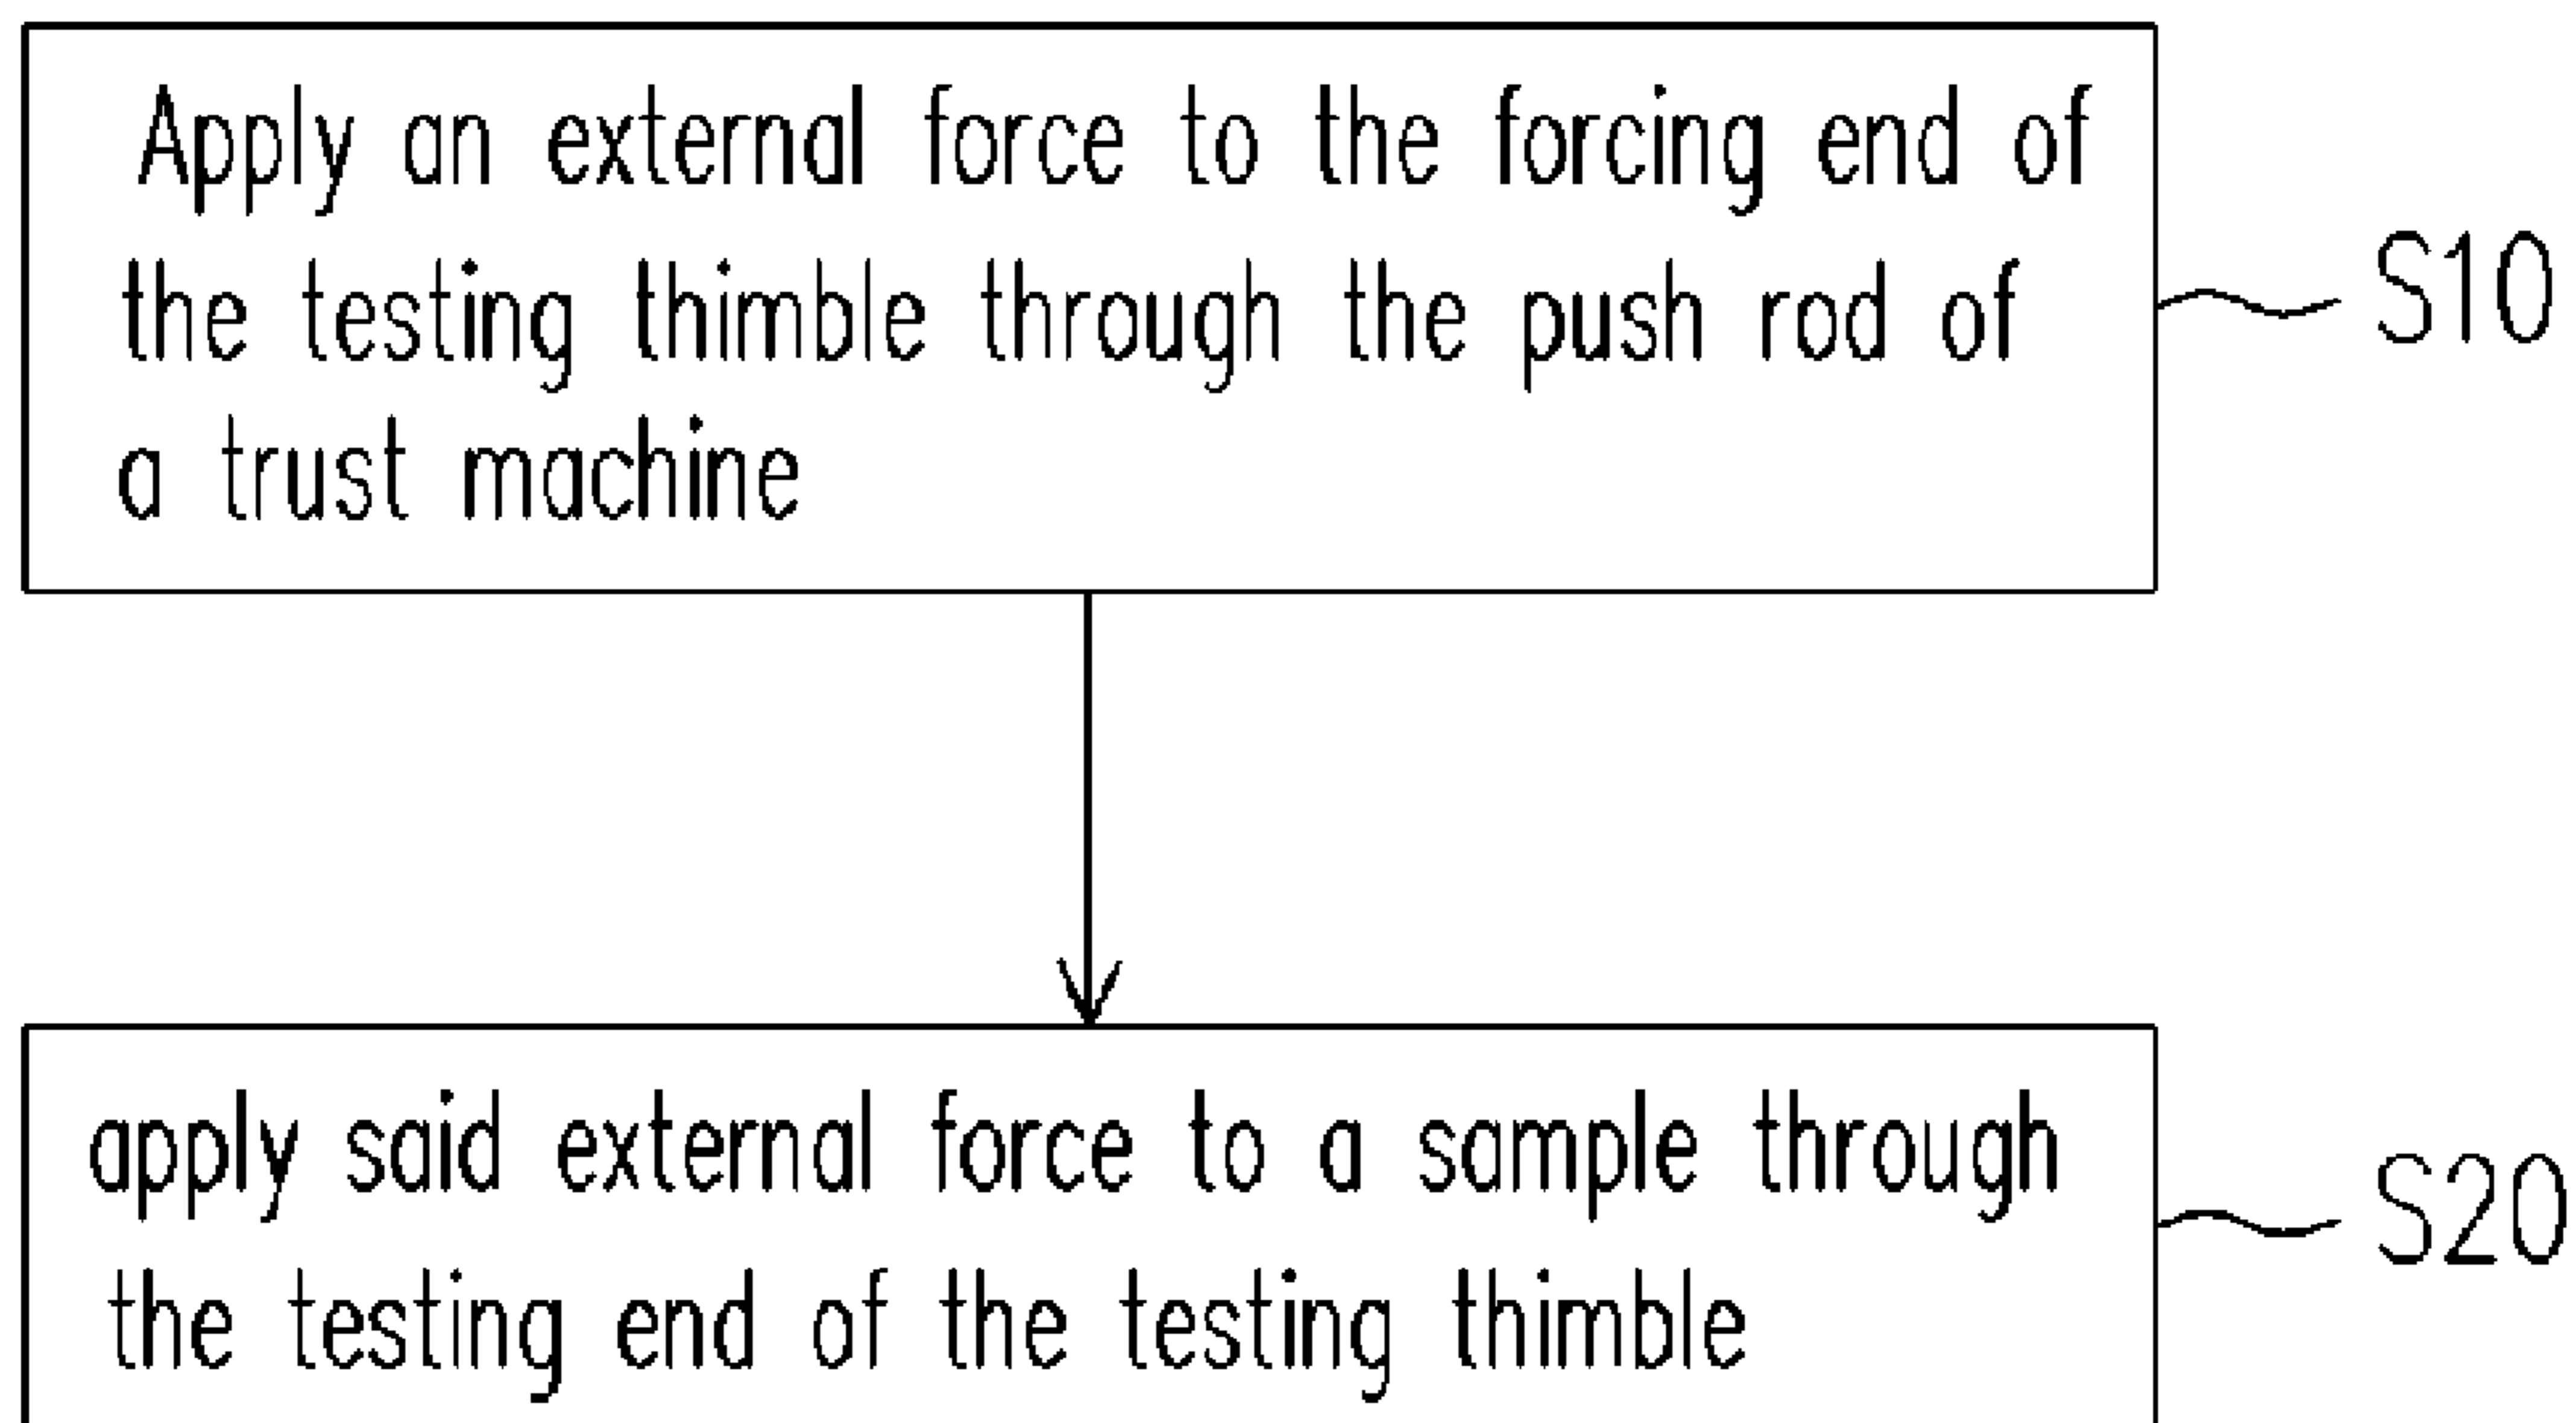 Apply an external force to the forcing end of
the testing thimble through the push rod of
a trust machine
S10
apply said external force to a sample through
the testing end of the testing thimble
S20